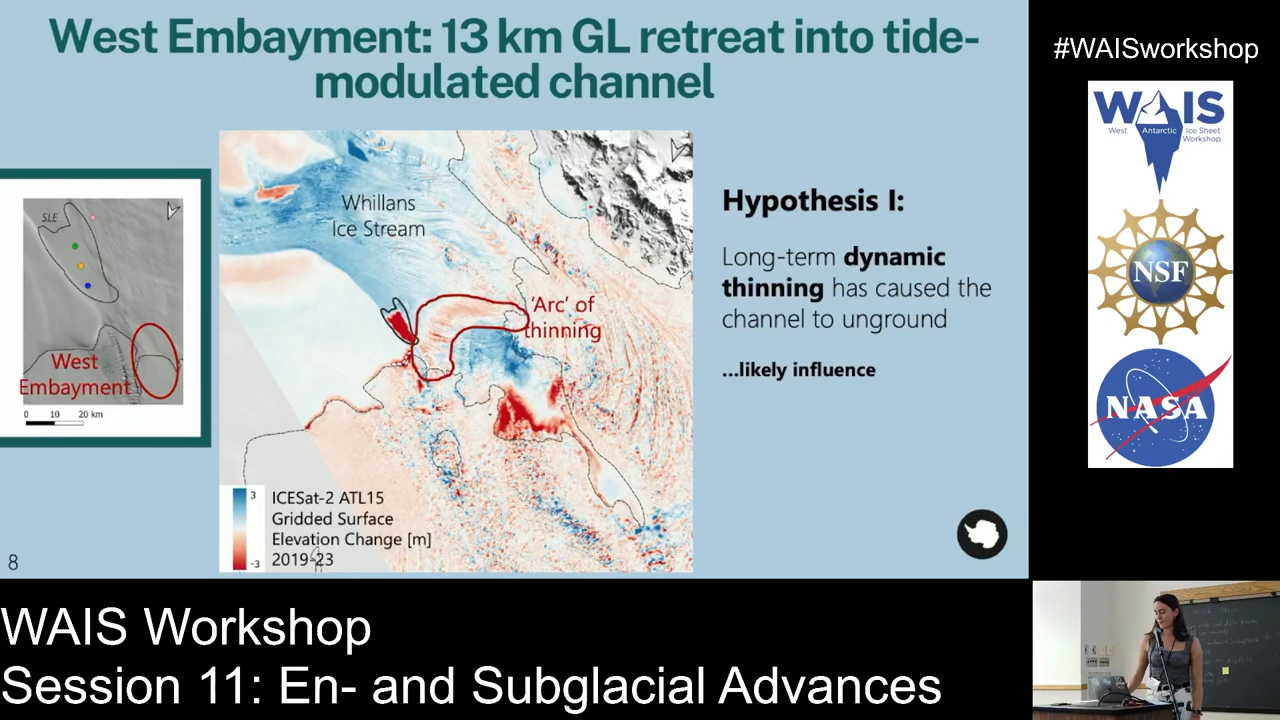 West Embayment: 13 km GL retreat into tide-
modulated channel
#WAISworkshop
WAIS
West Antarctic Ice Sheet
Workshop
NSF
NASA
SLE
West
Embayment
0 10 20 km
Whillans
Ice Stream
'Arc' of
thinning
3
-3
ICESat-2 ATL15
Gridded Surface
Elevation Change [m]
2019-23
Hypothesis I:
Long-term dynamic
thinning has caused the
channel to unground
...likely influence
8
WAIS Workshop
Session 11: En- and Subglacial Advances